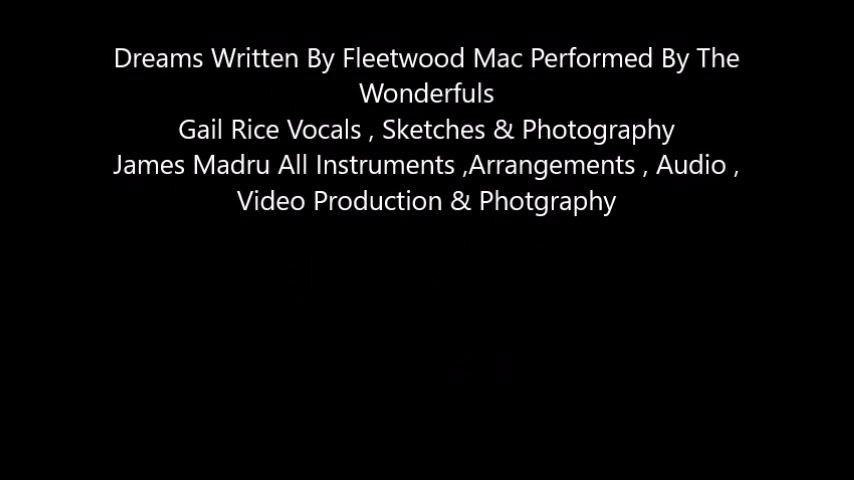 Dreams Written By Fleetwood Mac Performed By The
Wonderfuls
Gail Rice Vocals , Sketches & Photography
James Madru All Instruments ,Arrangements , Audio ,
Video Production & Photgraphy